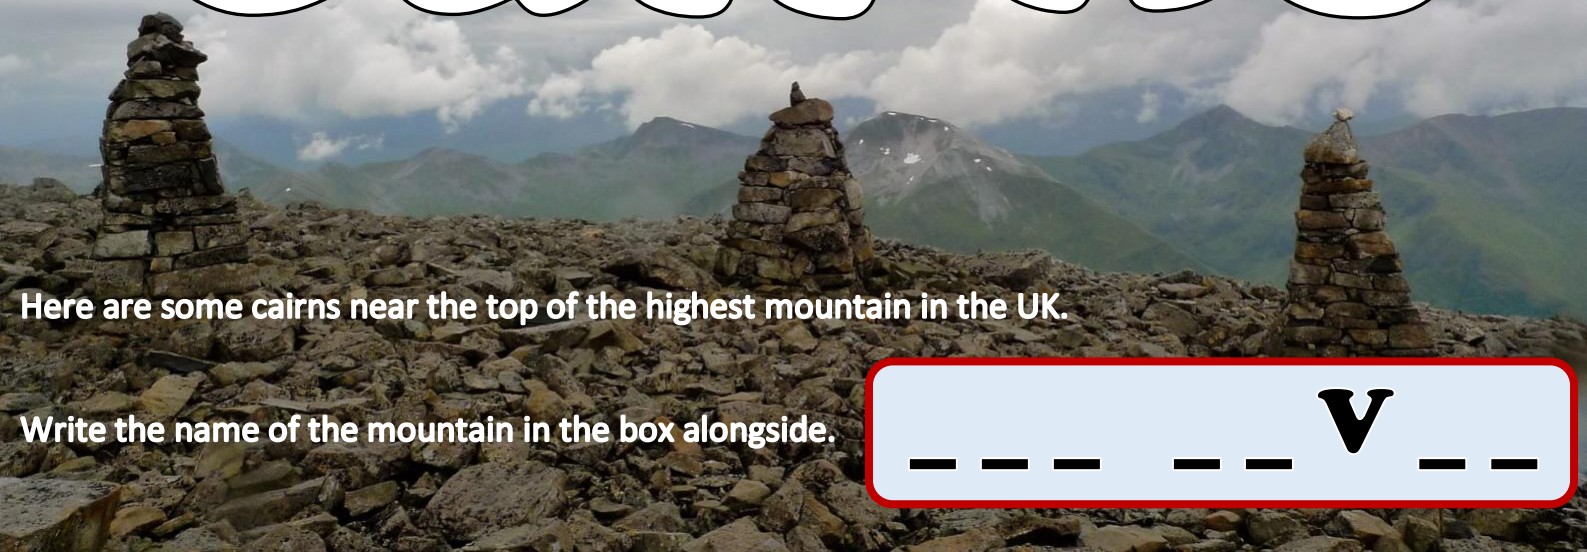 Here are some cairns near the top of the highest mountain in the UK.
Write the name of the mountain in the box alongside.
_ _ _  _ _ v _ _